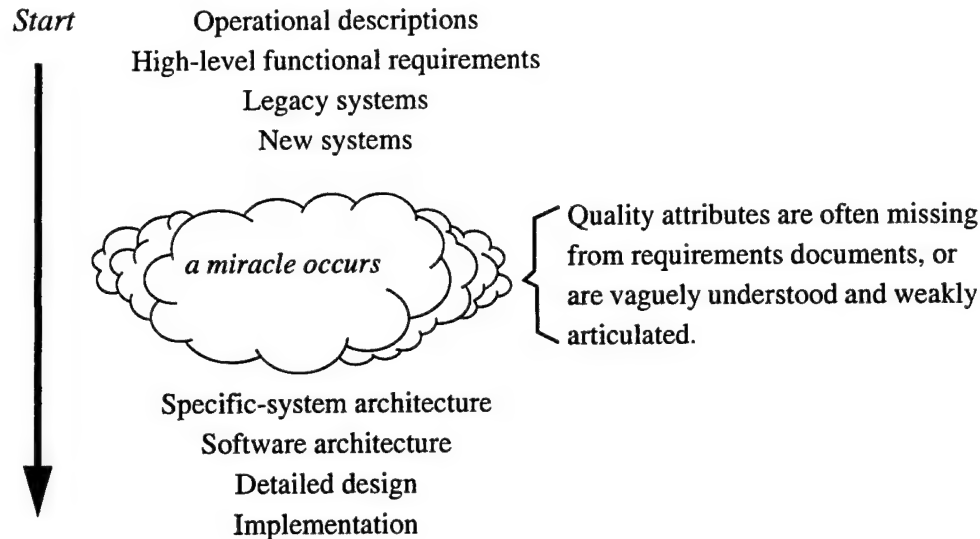 Start
Operational descriptions
High-level functional requirements
Legacy systems
New systems
a miracle occurs
Quality attributes are often missing
from requirements documents, or
are vaguely understood and weakly
articulated.
Specific-system architecture
Software architecture
Detailed design
Implementation